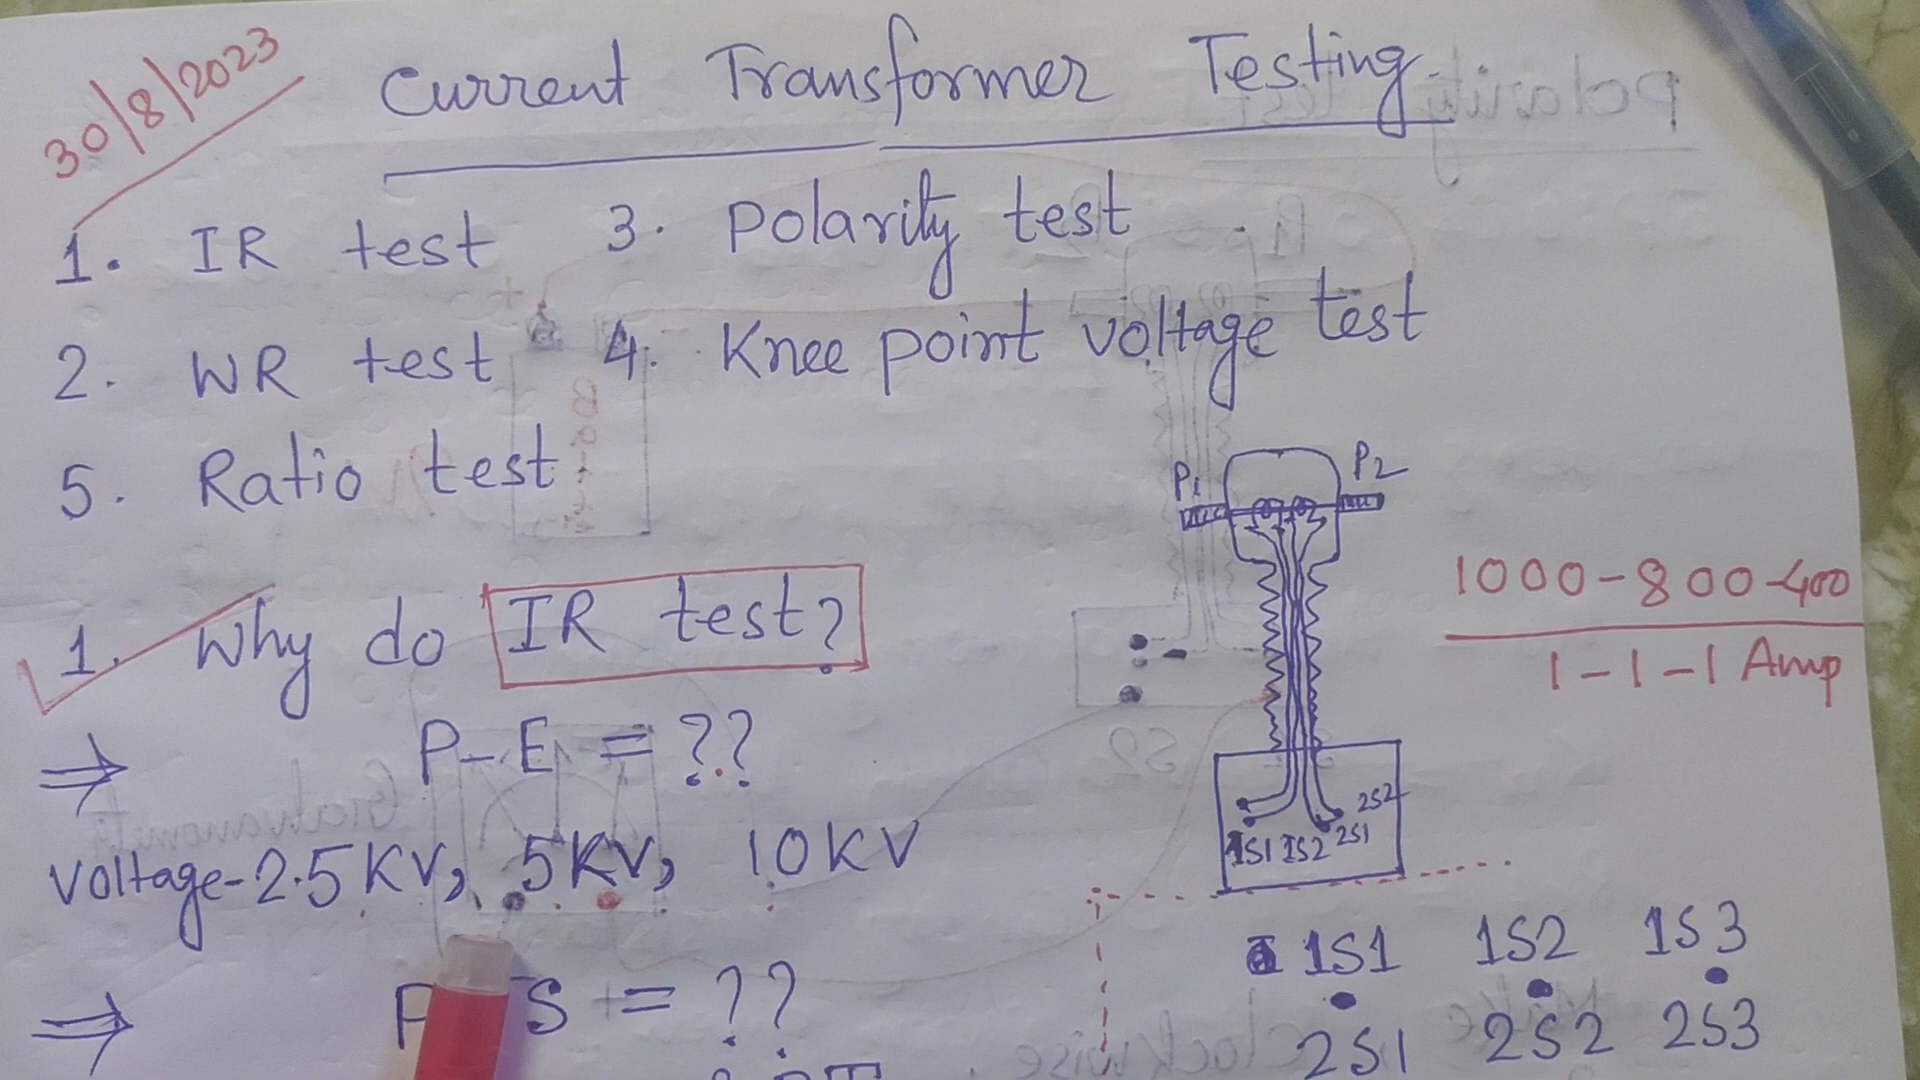 30/8/2023
Current Transformer Testing
1. IR test 3. Polarity test
2. WR test 4. Knee point voltage test
5. Ratio test
P1 P2
1000-800-400
1-1-1 Amp
1. Why do IR test?
P-E = ??
Voltage-2.5KV, 5KV, 10KV
2S2
1S1 1S2 2S1
1S1 1S2 1S3
P S = ??
2S1 2S2 2S3